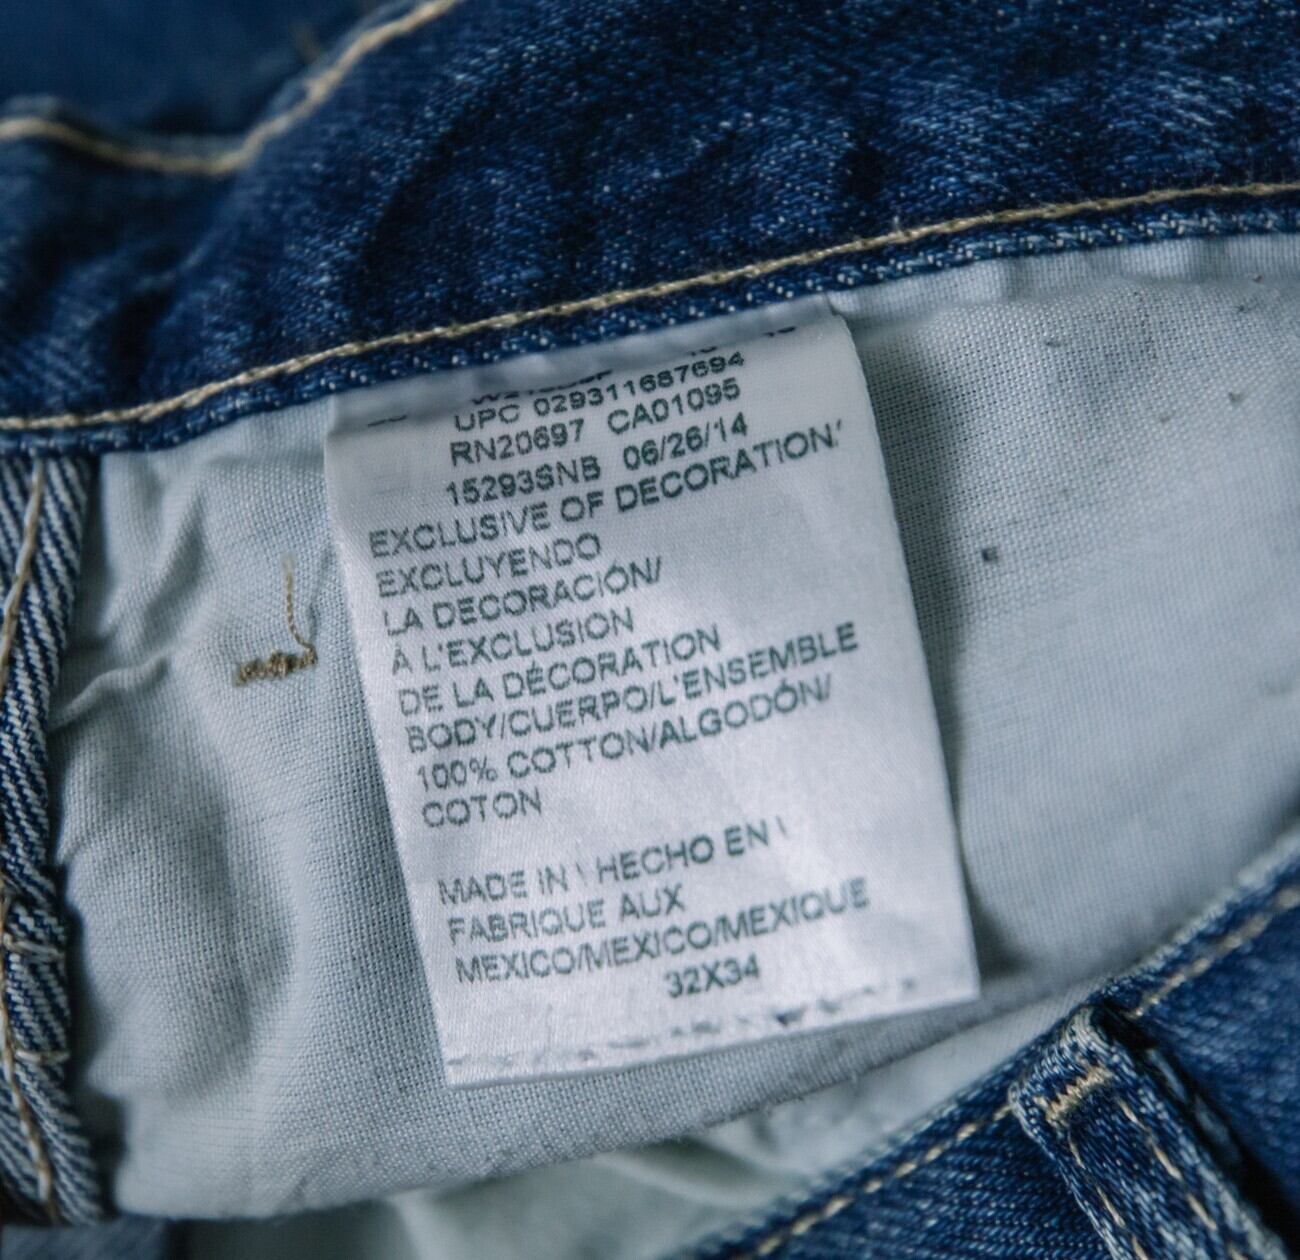 UPC 029311687694
RN20697 CA01095
15293SNB 06/26/14
EXCLUSIVE OF DECORATION/
EXCLUYENDO
LA DECORACIÓN/
À L'EXCLUSION
DE LA DÉCORATION
BODY/CUERPO/L'ENSEMBLE
100% COTTON/ALGODÓN/
COTON
MADE IN \ HECHO EN \
FABRIQUE AUX
MEXICO/MEXICO/MEXIQUE
32X34